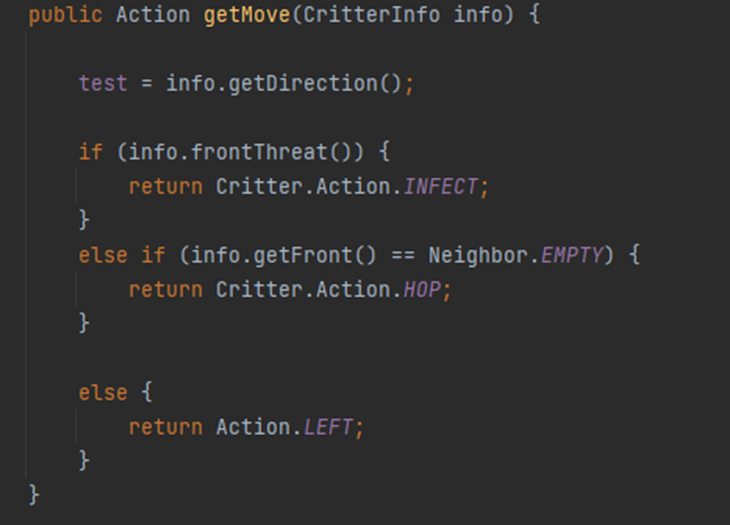 public Action getMove(CritterInfo info) {
test = info.getDirection();
if (info.frontThreat()) {
return Critter.Action.INFECT;
}
else if (info.getFront() == Neighbor.EMPTY) {
return Critter.Action.HOP;
}
else {
return Action.LEFT;
}
}